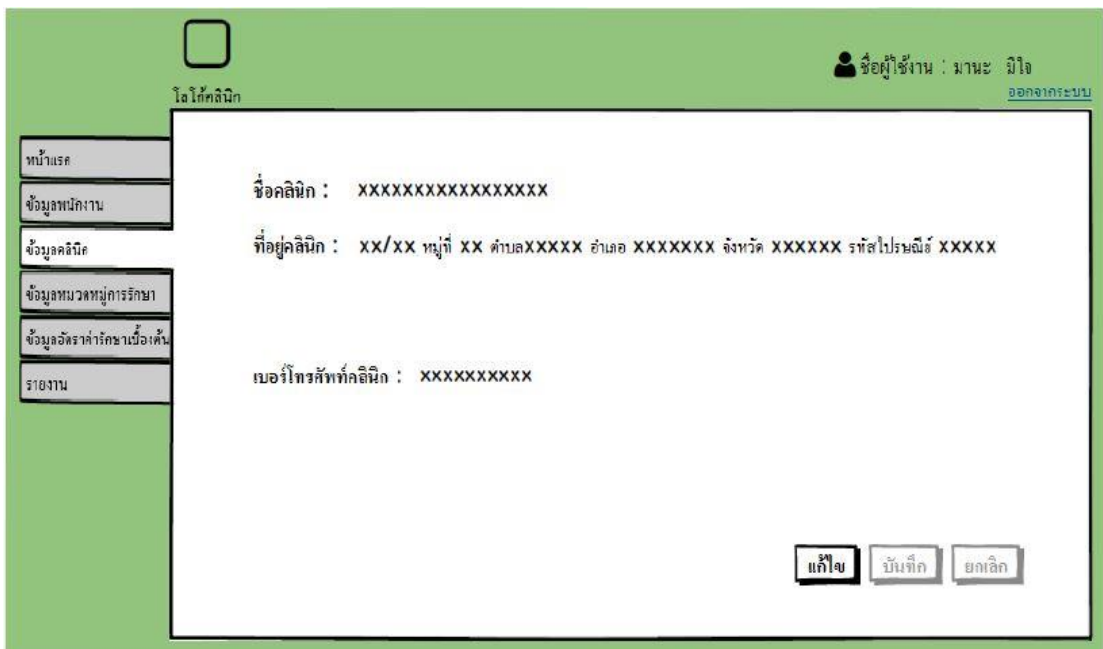 ชื่อผู้ใช้งาน : มานะ มีใจ
ออกจากระบบ
โลโก้คลินิก
หน้าแรก
ข้อมูลพนักงาน
ข้อมูลคลินิก
ข้อมูลหมวดหมู่การรักษา
ข้อมูลอัตราค่ารักษาเบื้องต้น
รายงาน
ชื่อคลินิก : xxxxxxxxxxxxxxxxx
ที่อยู่คลินิก : xx/xx หมู่ที่ xx ตำบลxxxxx อำเภอ xxxxxxx จังหวัด xxxxxx รหัสไปรษณีย์ xxxxx
เบอร์โทรศัพท์คลินิก : xxxxxxxxxx
แก้ไข บันทึก ยกเลิก